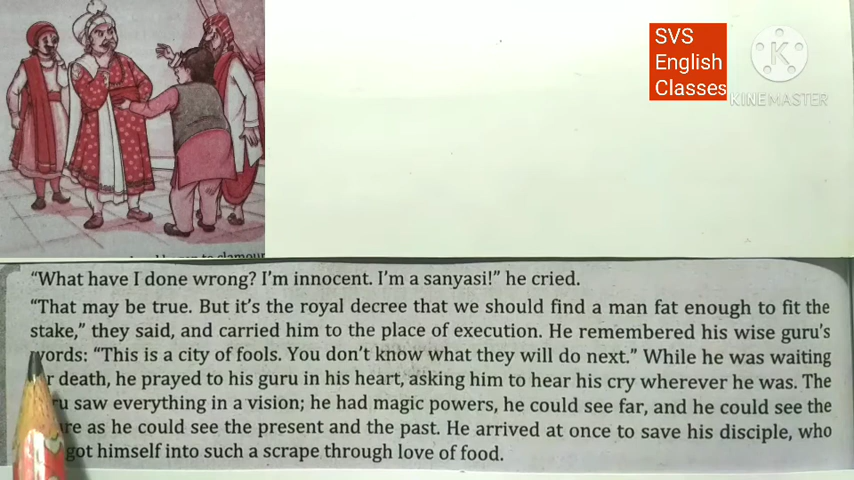 SVS
English
Classes
KINEMASTER
to clamour
"What have I done wrong? I'm innocent. I'm a sanyasi!" he cried.
"That may be true. But it's the royal decree that we should find a man fat enough to fit the
stake," they said, and carried him to the place of execution. He remembered his wise guru's
words: "This is a city of fools. You don't know what they will do next." While he was waiting
death, he prayed to his guru in his heart, asking him to hear his cry wherever he was. The
saw everything in a vision; he had magic powers, he could see far, and he could see the
as he could see the present and the past. He arrived at once to save his disciple, who
got himself into such a scrape through love of food.